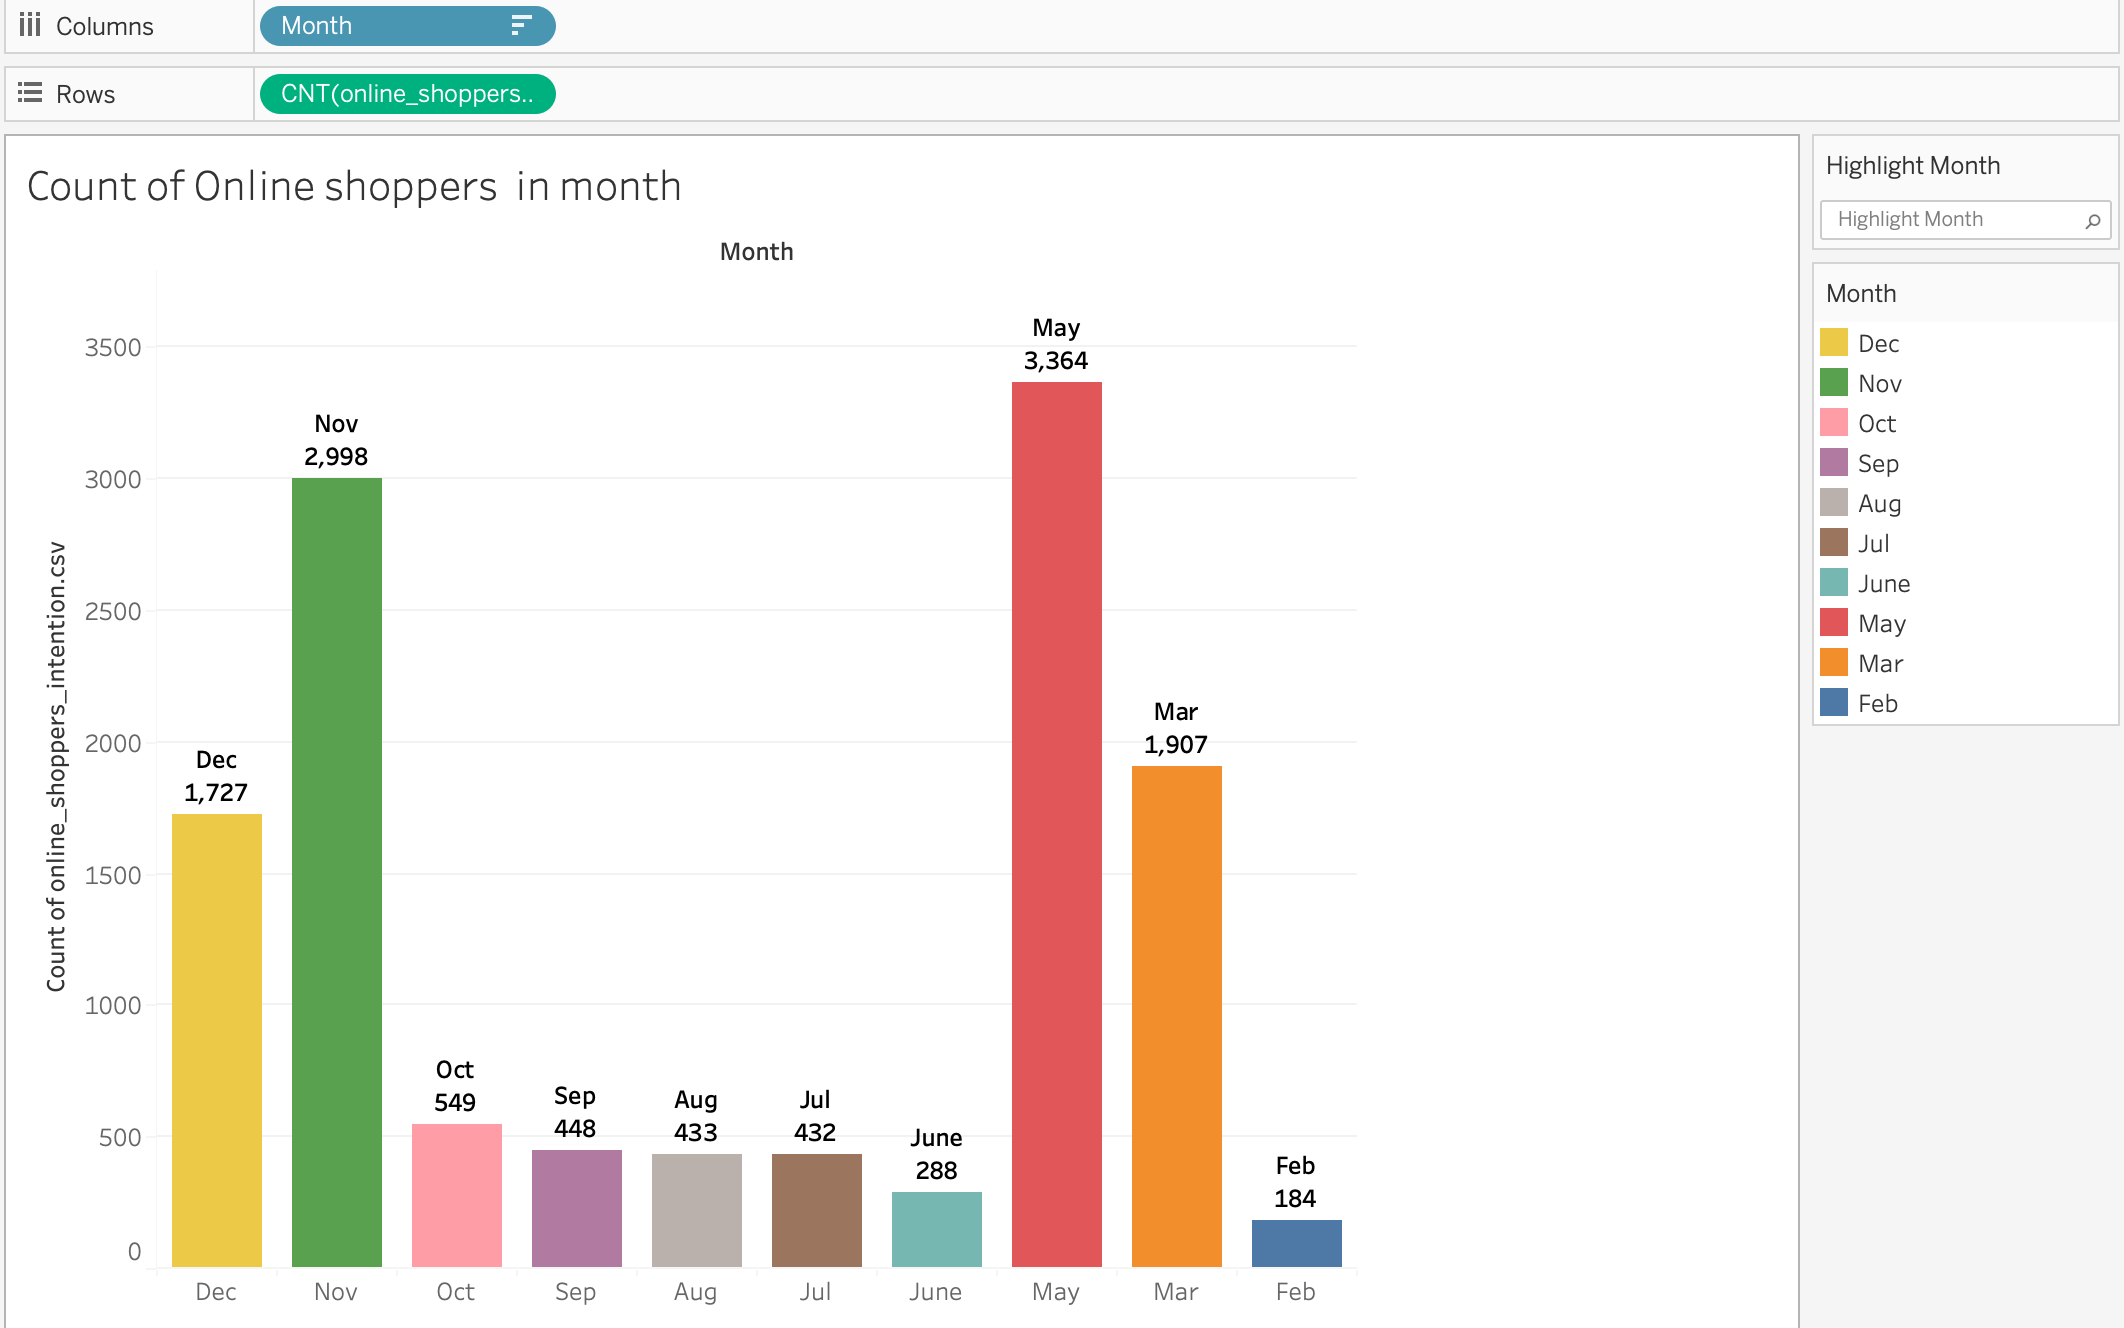 Columns
Month
Rows
CNT(online_shoppers..
Count of Online shoppers  in month
Month
Count of online_shoppers_intention.csv
3500
3000
2500
2000
1500
1000
500
0
Dec
1,727
Nov
2,998
Oct
549
Sep
448
Aug
433
Jul
432
June
288
May
3,364
Mar
1,907
Feb
184
Dec
Nov
Oct
Sep
Aug
Jul
June
May
Mar
Feb
Highlight Month
Highlight Month
Month
Dec
Nov
Oct
Sep
Aug
Jul
June
May
Mar
Feb